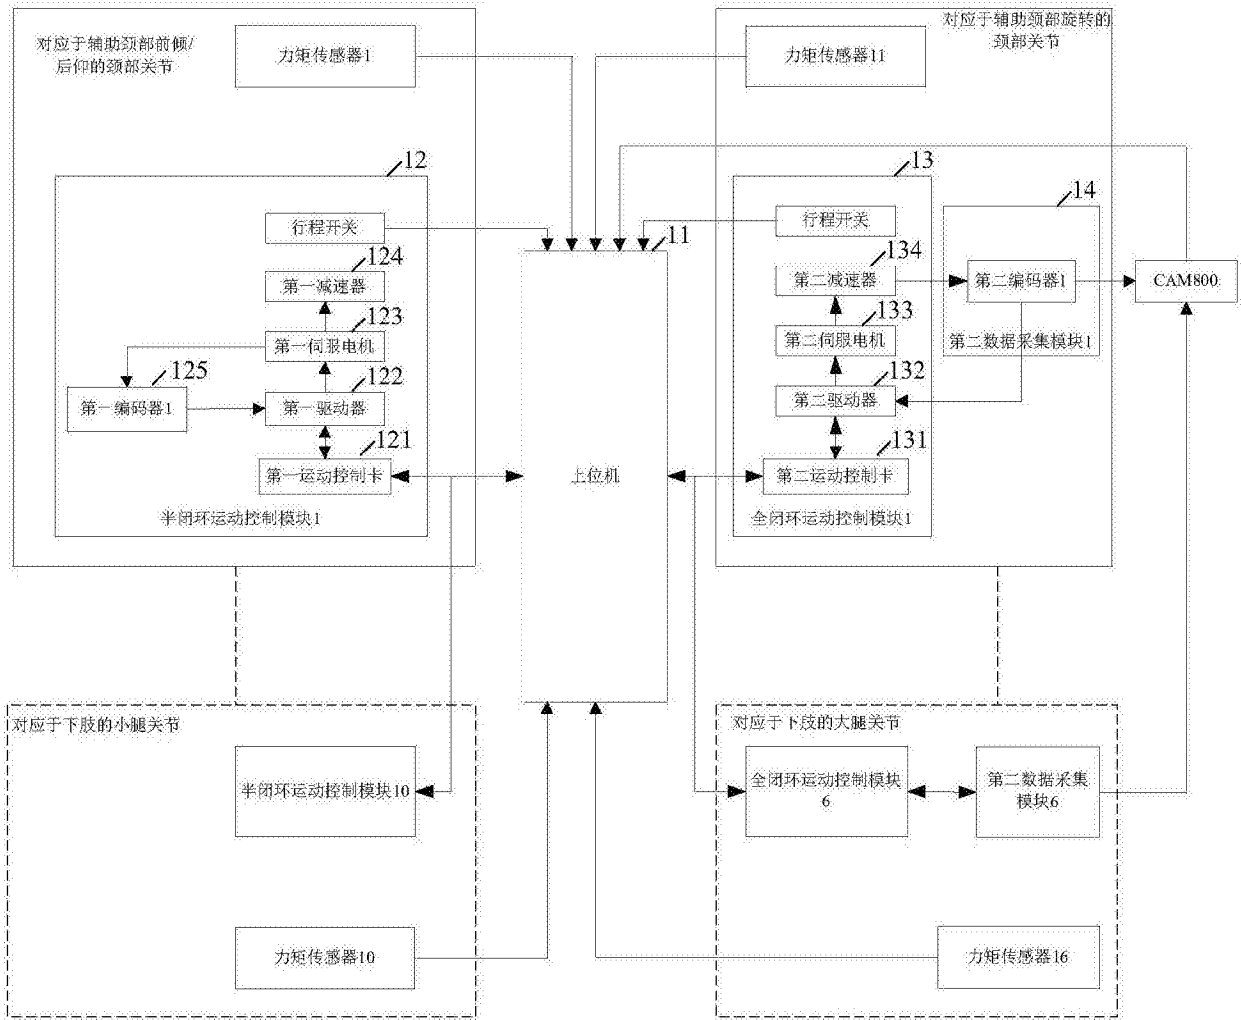 对应于辅助颈部前倾/
后仰的颈部关节
力矩传感器1
12
行程开关
124
第一减速器
123
第一伺服电机
125
第一编码器1
122
第一驱动器
121
第一运动控制卡
半闭环运动控制模块1
11
上位机
对应于辅助颈部旋转的
颈部关节
力矩传感器11
13
行程开关
134
第二减速器
133
第二伺服电机
132
第二驱动器
131
第二运动控制卡
全闭环运动控制模块1
14
第二编码器1
第二数据采集模块1
CAM800
对应于下肢的小腿关节
半闭环运动控制模块10
力矩传感器10
对应于下肢的大腿关节
全闭环运动控制模块
6
第二数据采集
模块6
力矩传感器16